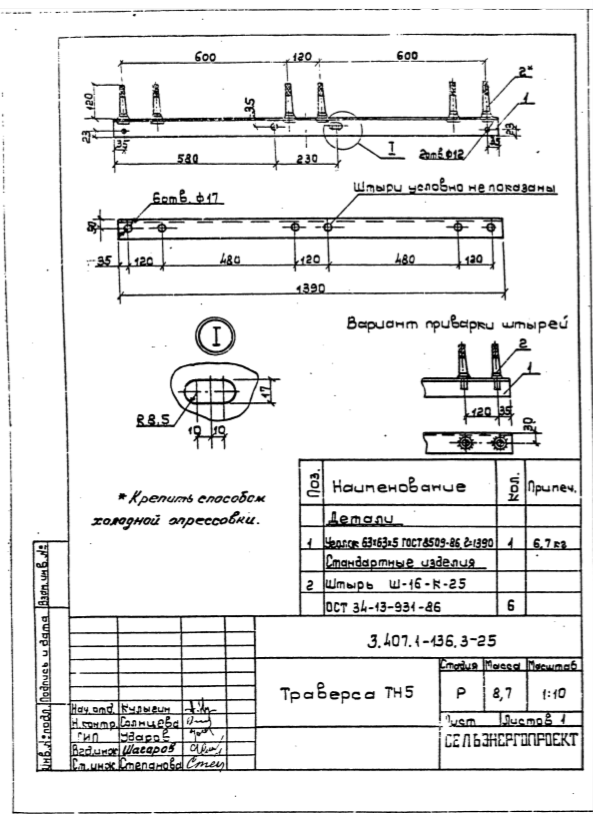 600 120 600
2*
1
120
35
23
23
35
35
I
2отв.Ф12
580 230
6отв. Ф17
Штыри условно не показаны
30
35 120 480 120 480 120
1390
I
Вариант приварки штырей
2
1
R8,5
17
10 10
120 35
30
* Крепить способом
холодной опрессовки.
Поз. Наименование Кол. Примеч.
Детали
1 Уголок 63х63х5 ГОСТ 8509-86, ℓ=1390 1 6,7 кг
Стандартные изделия
2 Штырь Ш-16-К-25
ОСТ 34-13-931-86 6
Взам. инв. №
Подпись и дата
Инв. № подл.
3.407.1-136.3-25
Траверса ТН5
Стадия Масса Масштаб
Р 8,7 1:10
Лист Листов 1
СЕЛЬЭНЕРГОПРОЕКТ
Нач. отд. Кулыгин
Н.контр. Солнцева
ГИП Ударов
Вед.инж Шагаров
Ст.инж. Степанова